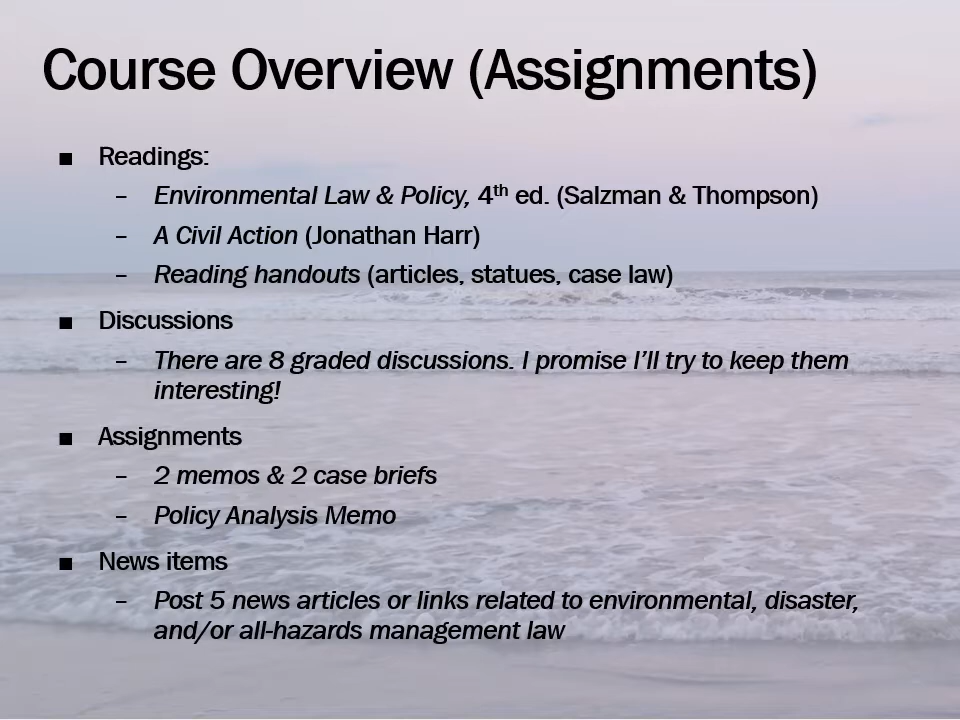 Course Overview (Assignments)
■ Readings:
– Environmental Law & Policy, 4th ed. (Salzman & Thompson)
– A Civil Action (Jonathan Harr)
– Reading handouts (articles, statues, case law)
■ Discussions
– There are 8 graded discussions. I promise I’ll try to keep them
interesting!
■ Assignments
– 2 memos & 2 case briefs
– Policy Analysis Memo
■ News items
– Post 5 news articles or links related to environmental, disaster,
and/or all-hazards management law